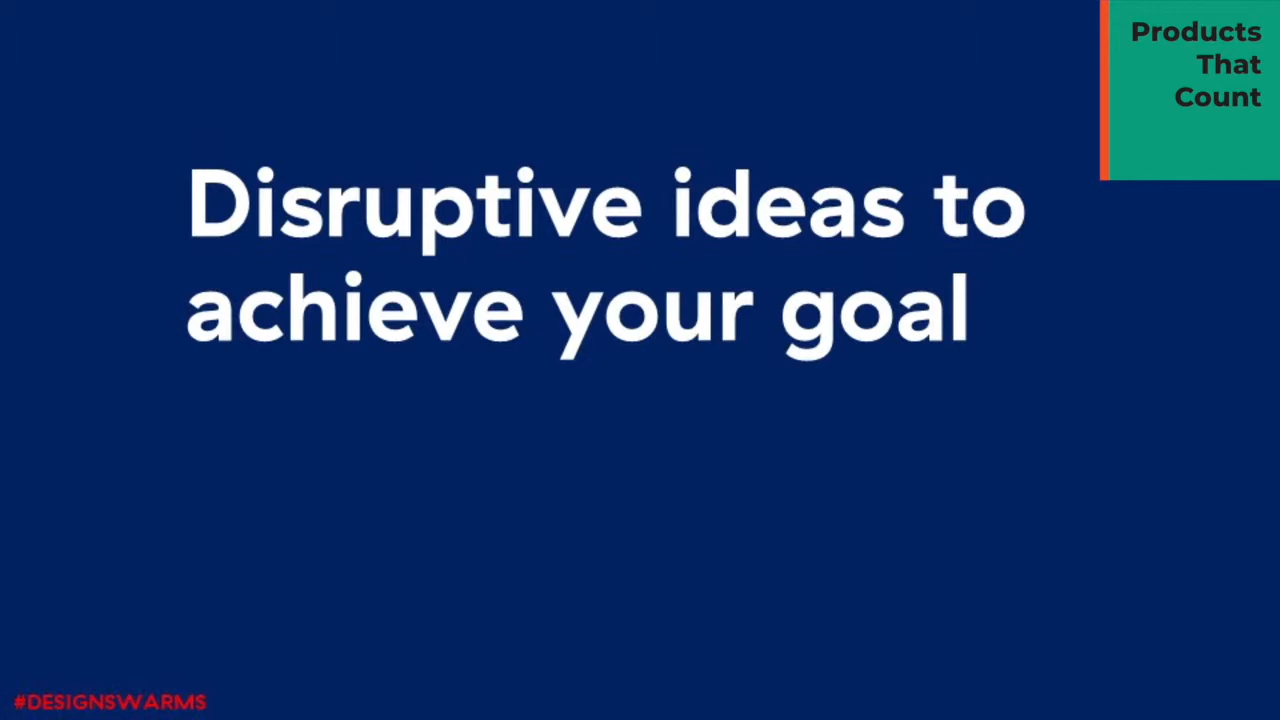 Products
That
Count
Disruptive ideas to
achieve your goal
#DESIGNSWARMS